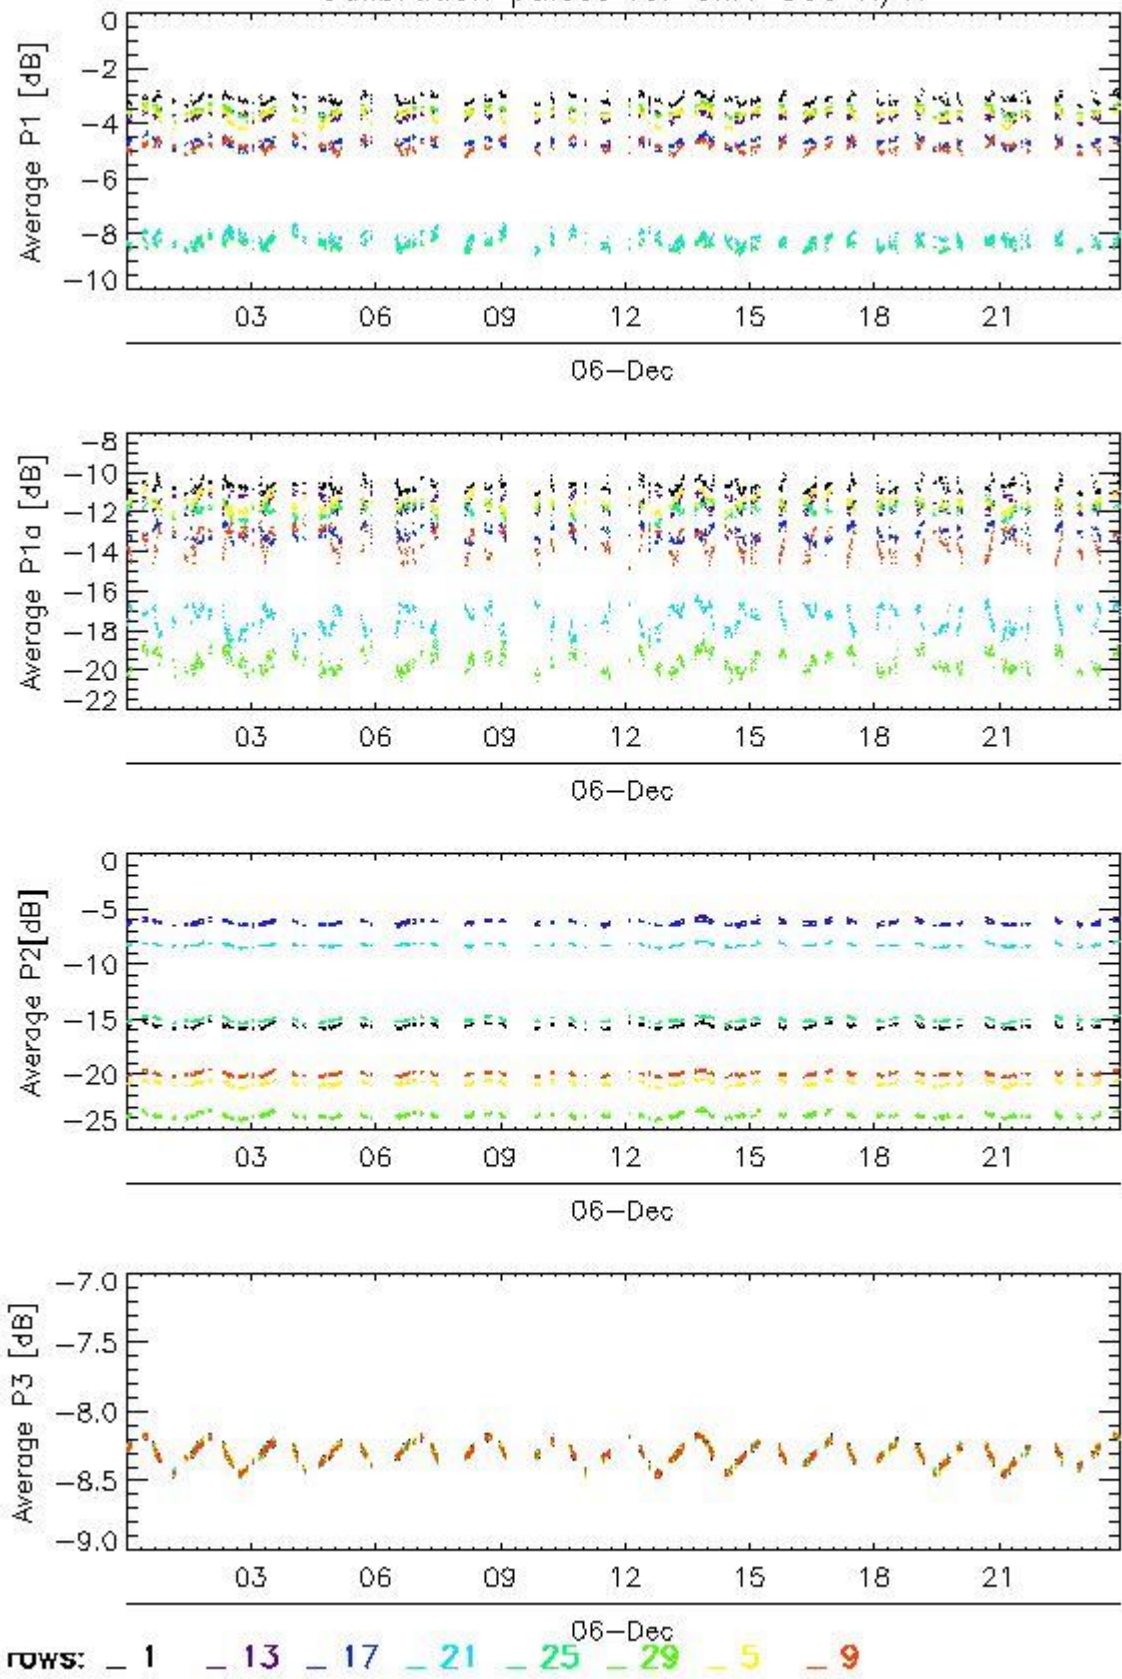 Average P1 [dB]
0
−2
−4
−6
−8
−10
03 06 09 12 15 18 21
06−Dec
Average P1a [dB]
−8
−10
−12
−14
−16
−18
−20
−22
03 06 09 12 15 18 21
06−Dec
Average P2[dB]
0
−5
−10
−15
−20
−25
03 06 09 12 15 18 21
06−Dec
Average P3 [dB]
−7.0
−7.5
−8.0
−8.5
−9.0
03 06 09 12 15 18 21
06−Dec
rows: _ 1 _ 13 _ 17 _ 21 _ 25 _ 29 _ 5 _ 9